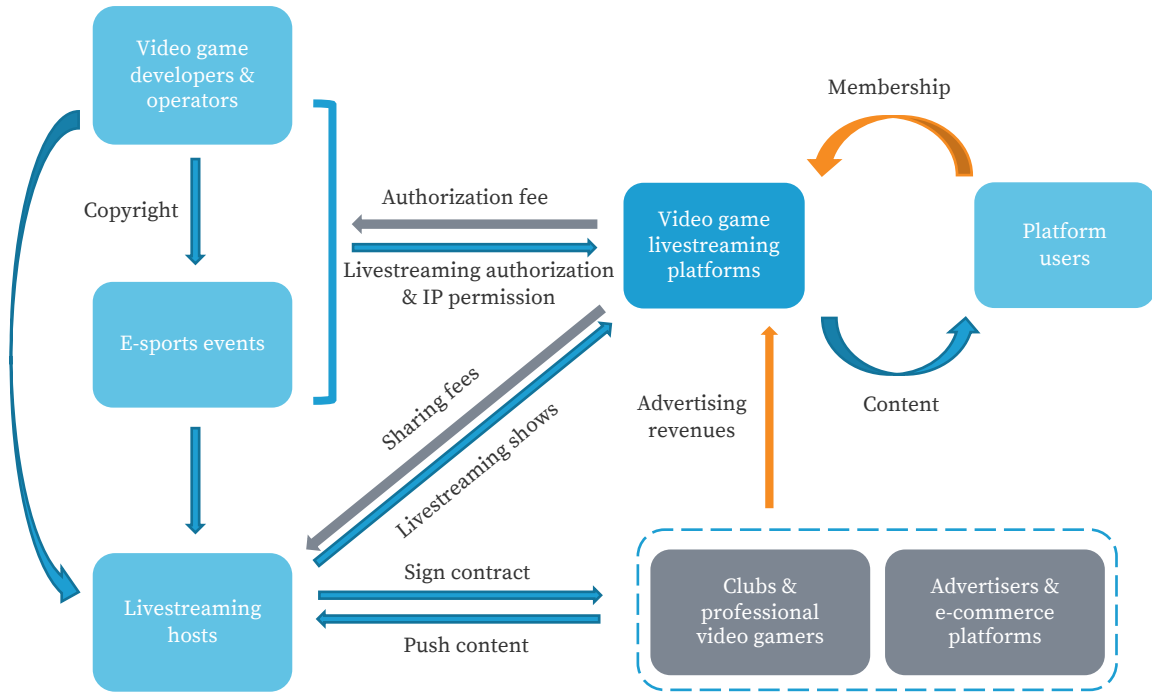 Video game
developers &
operators
Membership
Copyright
Authorization fee
Livestreaming authorization
& IP permission
Video game
livestreaming
platforms
Platform
users
E-sports events
Sharing fees
Livestreaming shows
Advertising
revenues
Content
Livestreaming
hosts
Sign contract
Push content
Clubs &
professional
video gamers
Advertisers &
e-commerce
platforms